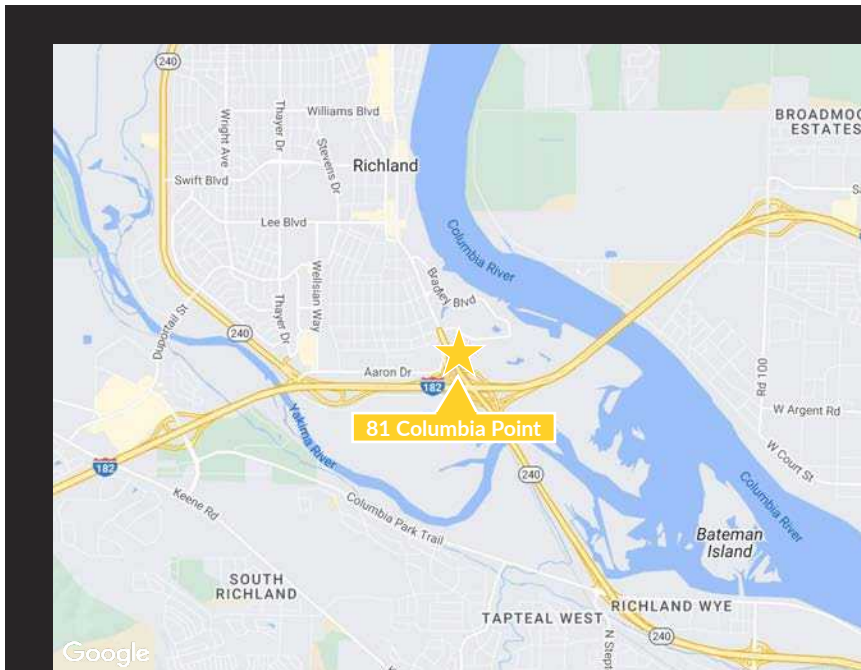 240
Wright Ave
Thayer Dr
Williams Blvd
Stevens Dr
Richland
BROADMOO
ESTATES
Swift Blvd
Lee Blvd
Columbia River
Wellsian Way
Bradley Blvd
Thayer Dr
Duportail St
240
Aaron Dr
182
81 Columbia Point
Rd 100
W Argent Rd
W Court St
Yakima River
182
Keene Rd
240
Columbia Park Trail
Columbia River
Bateman
Island
SOUTH
RICHLAND
TAPTEAL WEST
RICHLAND WYE
N Stept
240
Google